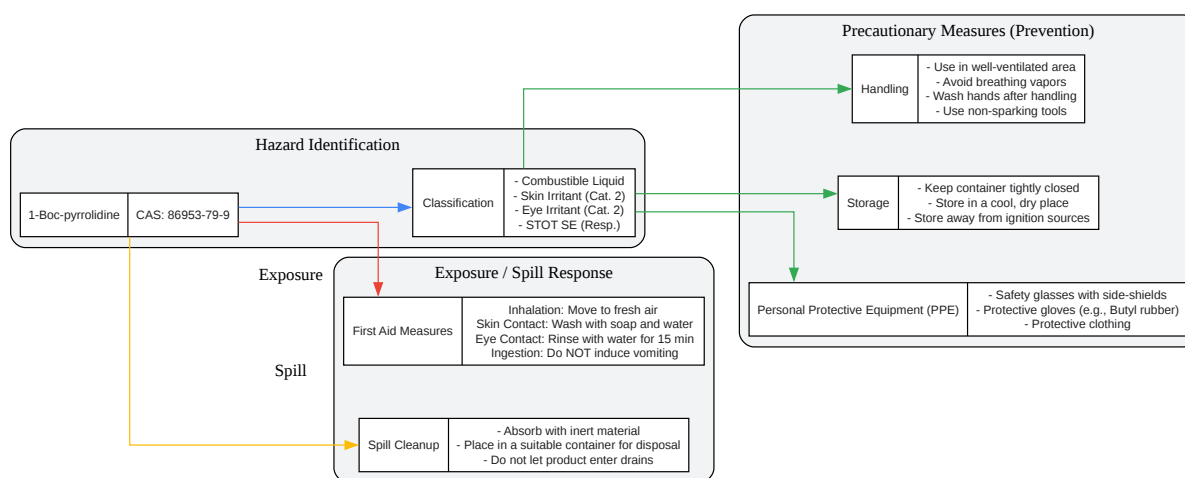 Precautionary Measures (Prevention)
Handling
- Use in well-ventilated area
- Avoid breathing vapors
- Wash hands after handling
- Use non-sparking tools
Hazard Identification
1-Boc-pyrrolidine
CAS: 86953-79-9
Classification
- Combustible Liquid
- Skin Irritant (Cat. 2)
- Eye Irritant (Cat. 2)
- STOT SE (Resp.)
Storage
- Keep container tightly closed
- Store in a cool, dry place
- Store away from ignition sources
Exposure
Exposure / Spill Response
First Aid Measures
Inhalation: Move to fresh air
Skin Contact: Wash with soap and water
Eye Contact: Rinse with water for 15 min
Ingestion: Do NOT induce vomiting
Personal Protective Equipment (PPE)
- Safety glasses with side-shields
- Protective gloves (e.g., Butyl rubber)
- Protective clothing
Spill
Spill Cleanup
- Absorb with inert material
- Place in a suitable container for disposal
- Do not let product enter drains